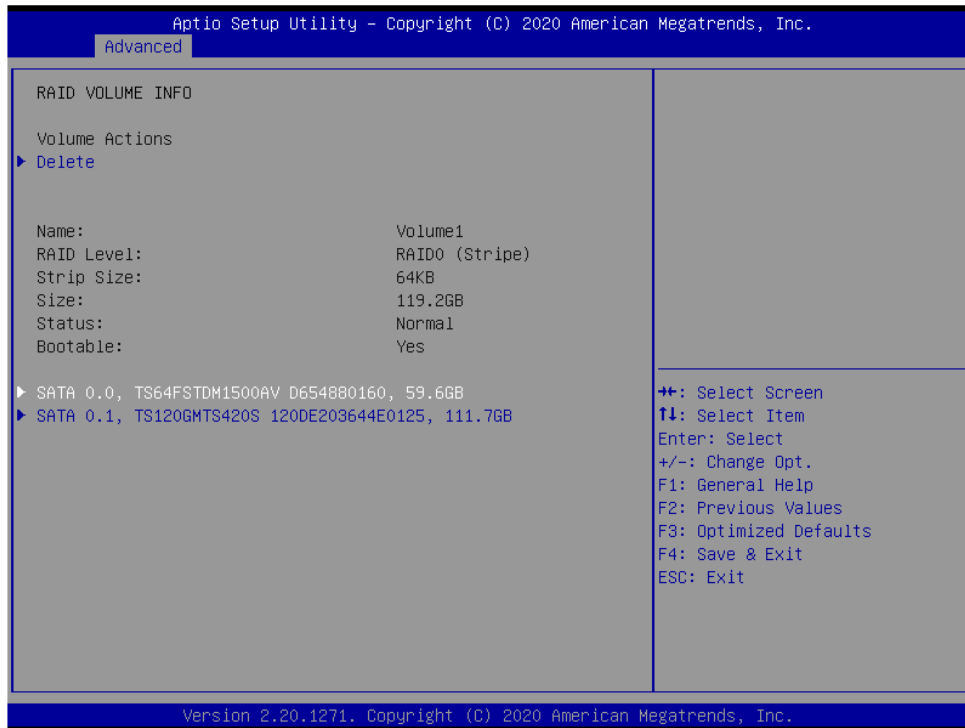 Aptio Setup Utility – Copyright (C) 2020 American Megatrends, Inc.
Advanced
RAID VOLUME INFO
Volume Actions
▶ Delete
Name: Volume1
RAID Level: RAID0 (Stripe)
Strip Size: 64KB
Size: 119.2GB
Status: Normal
Bootable: Yes
▶ SATA 0.0, TS64FSTDM1500AV D654880160, 59.6GB
▶ SATA 0.1, TS120GMTS420S 120DE203644E0125, 111.7GB
→←: Select Screen
↑↓: Select Item
Enter: Select
+/-: Change Opt.
F1: General Help
F2: Previous Values
F3: Optimized Defaults
F4: Save & Exit
ESC: Exit
Version 2.20.1271. Copyright (C) 2020 American Megatrends, Inc.